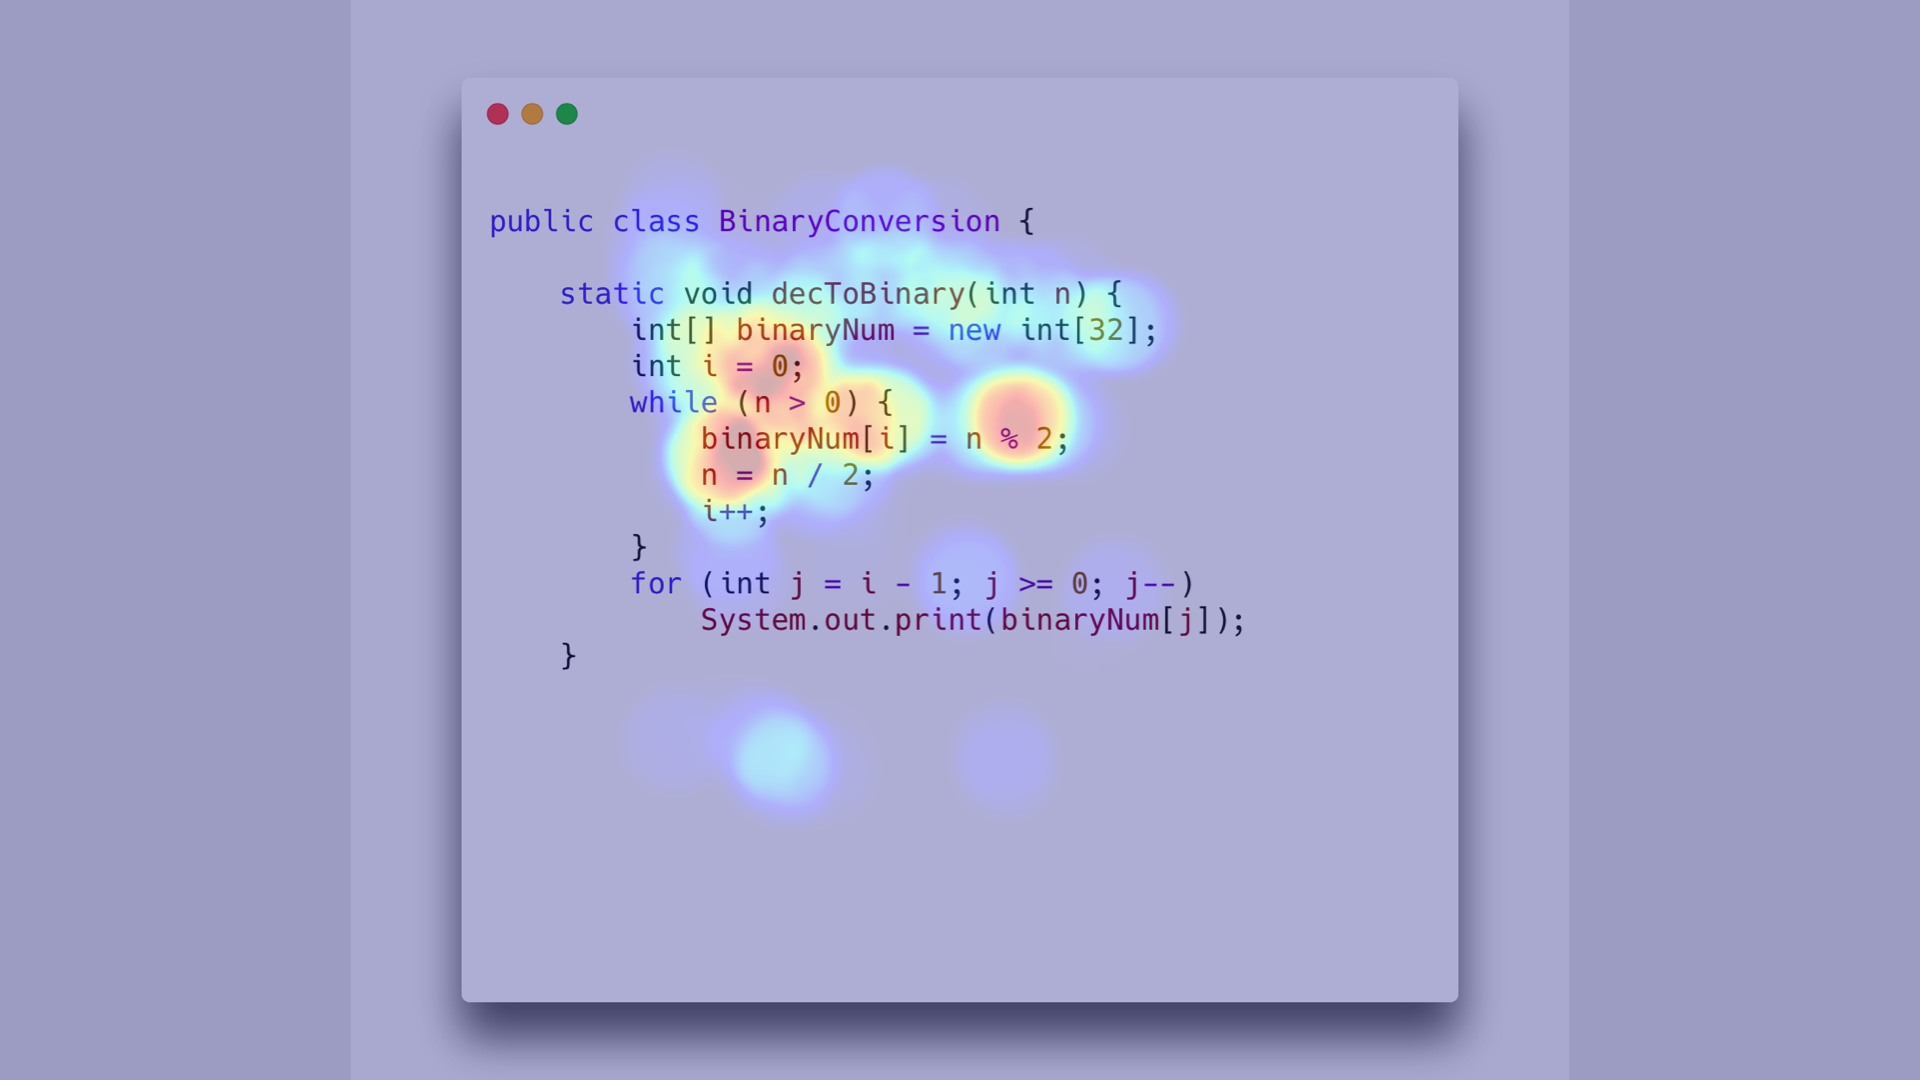 public class BinaryConversion {
static void decToBinary(int n) {
int[] binaryNum = new int[32];
int i = 0;
while (n > 0) {
binaryNum[i] = n % 2;
n = n / 2;
i++;
}
for (int j = i - 1; j >= 0; j--)
System.out.print(binaryNum[j]);
}